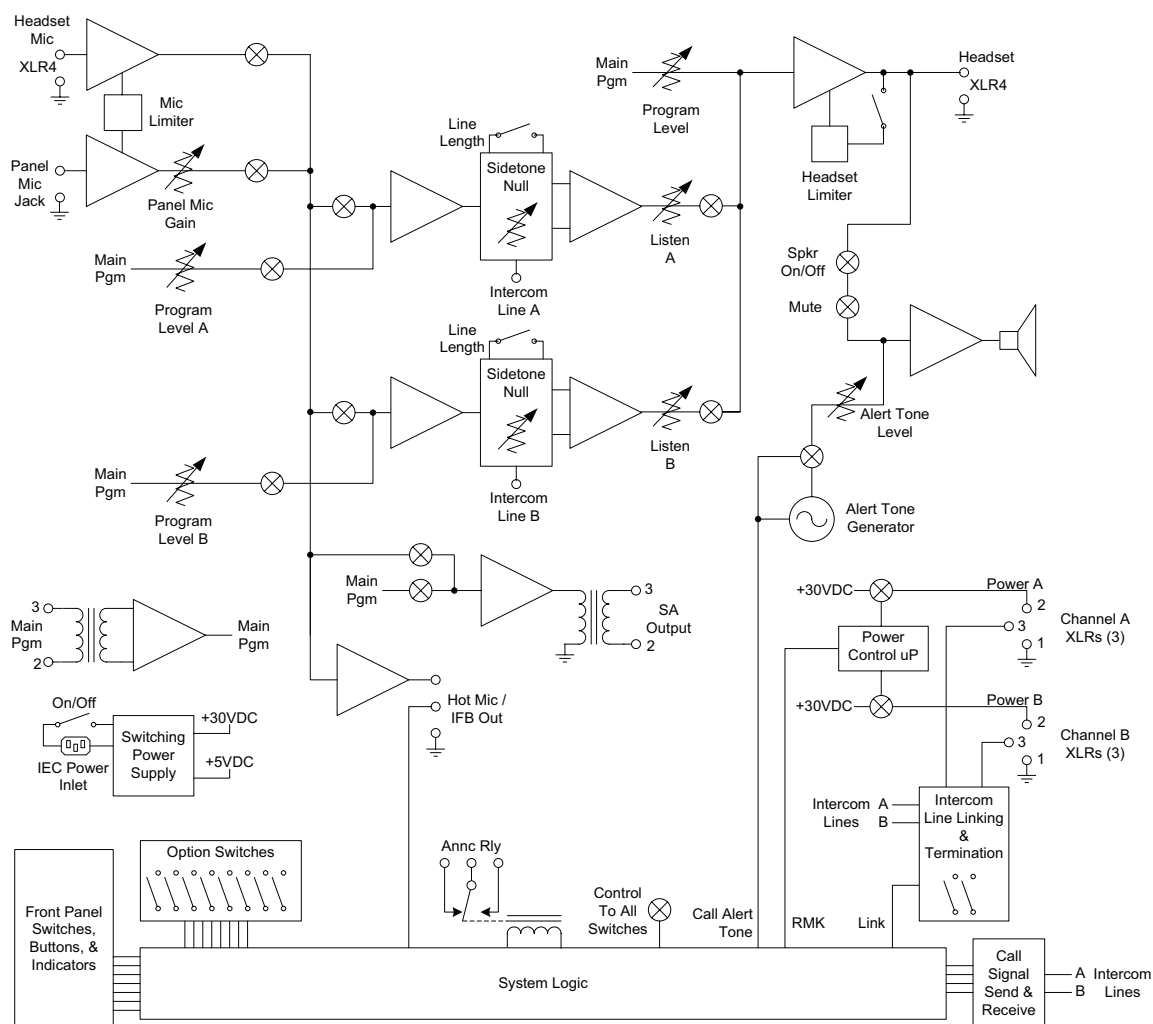 Headset
Mic
XLR4
Mic
Limiter
Panel
Mic
Jack
Panel Mic
Gain
Main
Pgm
Program
Level A
Main
Pgm
Program
Level B
Line
Length
Sidetone
Null
Intercom
Line A
Listen
A
Line
Length
Sidetone
Null
Intercom
Line B
Listen
B
Main
Pgm
Program
Level
Headset
Limiter
Headset
XLR4
Spkr
On/Off
Mute
Alert Tone
Level
Alert Tone
Generator
3
Main
Pgm
2
Main Pgm
Main
Pgm
3
SA
Output
2
Hot Mic /
IFB Out
On/Off
IEC Power
Inlet
Switching
Power
Supply
+30VDC
+5VDC
+30VDC
Power A
2
3
1
Channel A
XLRs (3)
Power
Control uP
+30VDC
Power B
2
3
1
Channel B
XLRs (3)
Intercom
Lines
A
B
Intercom
Line Linking
&
Termination
Option Switches
Annc Rly
Control
To All
Switches
Call Alert
Tone
RMK
Link
Front Panel
Switches,
Buttons, &
Indicators
System Logic
Call
Signal
Send &
Receive
A
B
Intercom
Lines